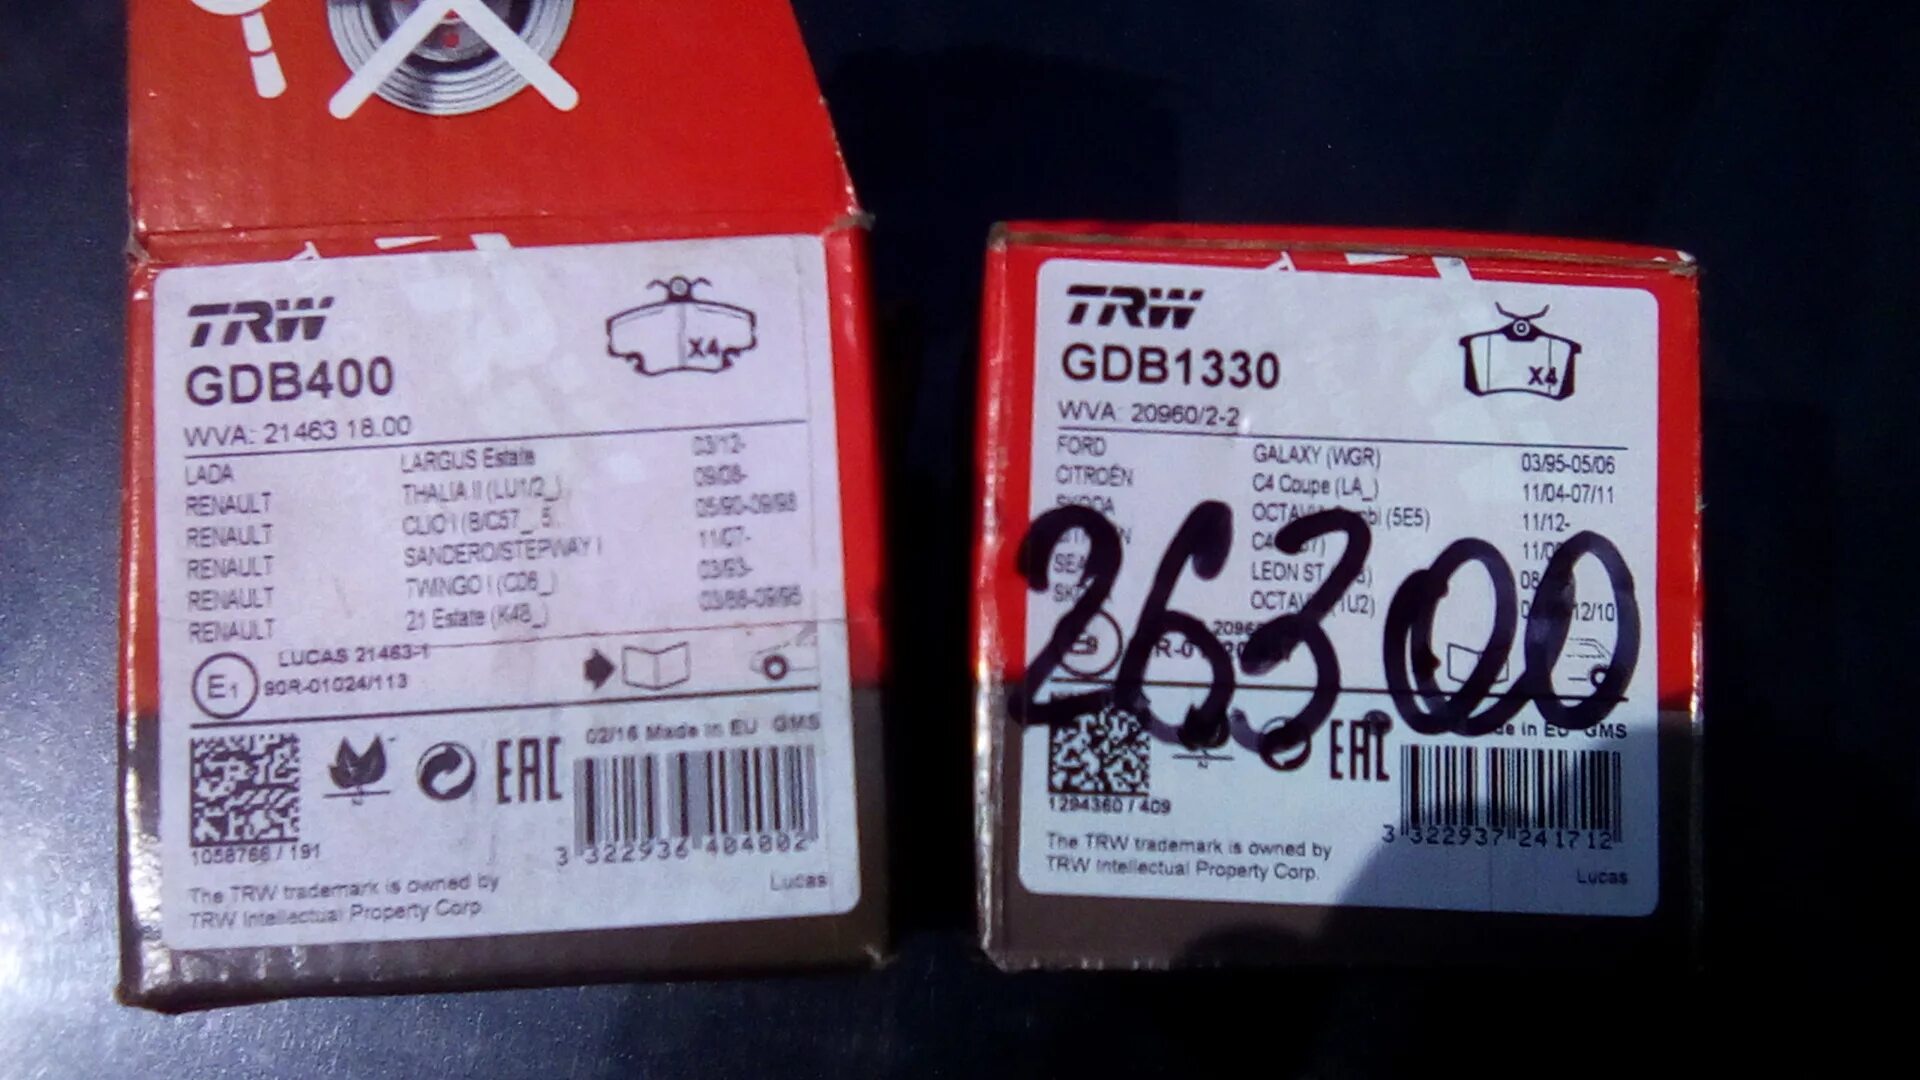 TRW
GDB400
X4
WVA: 21463 18.00
LADA LARGUS Estate 03/12-
RENAULT THALIA II (LU1/2_) 09/08-
RENAULT CLIO I (B/C57_, 5 05/90-09/98
RENAULT SANDERO/STEPWAY I 11/07-
RENAULT TWINGO I (C06_) 03/93-
RENAULT 21 Estate (K48_) 03/86-09/95
LUCAS 21463-1
E1 90R-01024/113
02/16 Made in EU GMS
EAC
1058766 / 191
3 322936 404002
The TRW trademark is owned by
TRW Intellectual Property Corp
Lucas
TRW
GDB1330
X4
WVA: 20960/2-2
FORD GALAXY (WGR) 03/95-05/06
CITROËN C4 Coupe (LA_) 11/04-07/11
SKODA (5E5) 11/12-
LEON ST
(1U2) 12/10
26300
in EU GMS
EAC
1294360 / 409
3 322937 241712
The TRW trademark is owned by
TRW Intellectual Property Corp.
Lucas